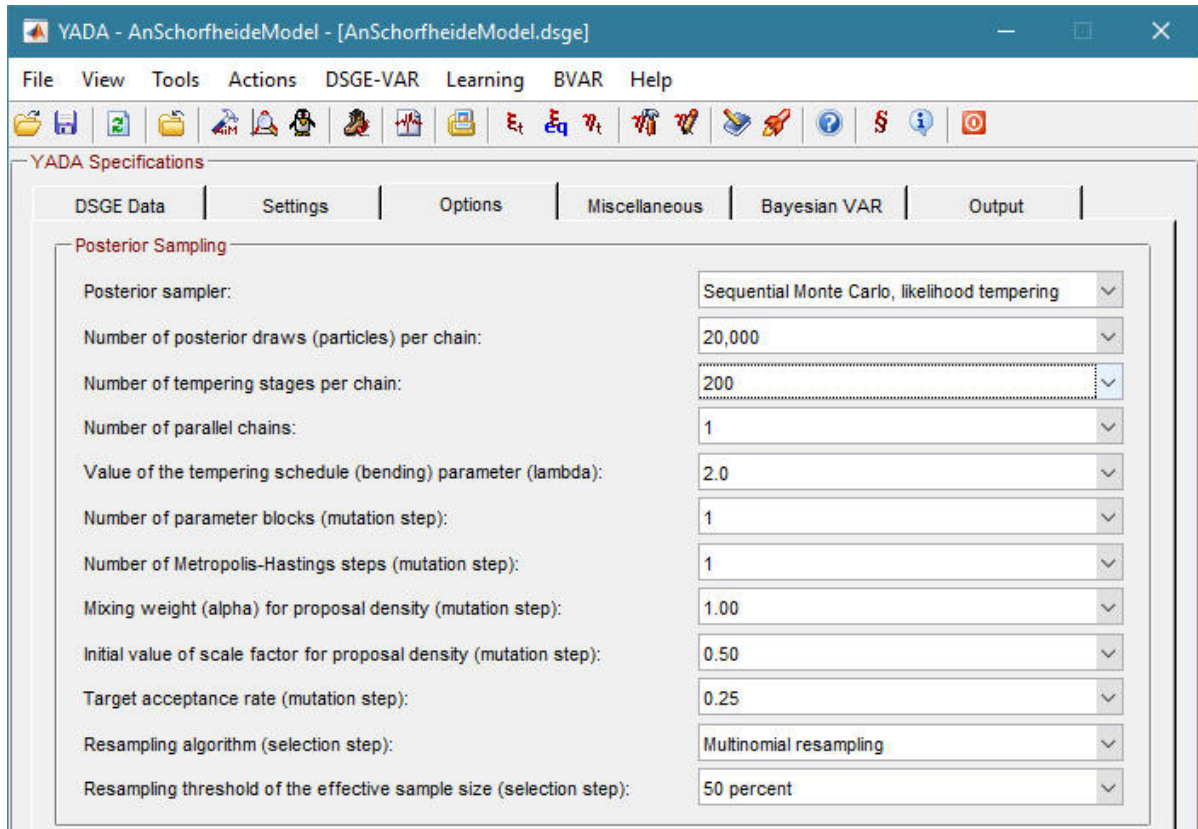 YADA - AnSchorfheideModel - [AnSchorfheideModel.dsge]
File View Tools Actions DSGE-VAR Learning BVAR Help
YADA Specifications
DSGE Data Settings Options Miscellaneous Bayesian VAR Output
Posterior Sampling
Posterior sampler: Sequential Monte Carlo, likelihood tempering
Number of posterior draws (particles) per chain: 20,000
Number of tempering stages per chain: 200
Number of parallel chains: 1
Value of the tempering schedule (bending) parameter (lambda): 2.0
Number of parameter blocks (mutation step): 1
Number of Metropolis-Hastings steps (mutation step): 1
Mixing weight (alpha) for proposal density (mutation step): 1.00
Initial value of scale factor for proposal density (mutation step): 0.50
Target acceptance rate (mutation step): 0.25
Resampling algorithm (selection step): Multinomial resampling
Resampling threshold of the effective sample size (selection step): 50 percent